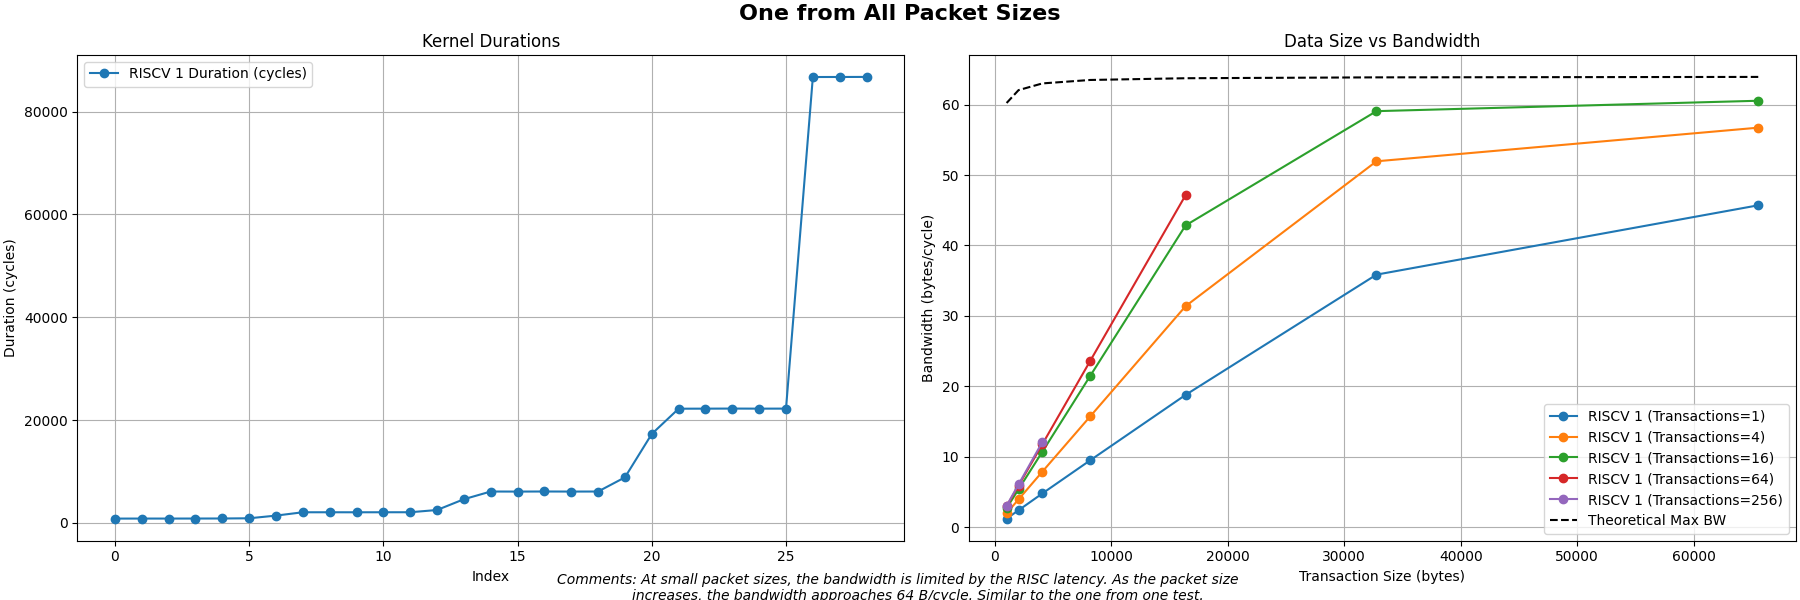 One from All Packet Sizes
Kernel Durations
RISCV 1 Duration (cycles)
80000
60000
40000
20000
0
Duration (cycles)
0 5 10 15 20 25
Index
Data Size vs Bandwidth
60
50
40
30
20
10
0
Bandwidth (bytes/cycle)
RISCV 1 (Transactions=1)
RISCV 1 (Transactions=4)
RISCV 1 (Transactions=16)
RISCV 1 (Transactions=64)
RISCV 1 (Transactions=256)
Theoretical Max BW
0 10000 20000 30000 40000 50000 60000
Transaction Size (bytes)
Comments: At small packet sizes, the bandwidth is limited by the RISC latency. As the packet size
increases, the bandwidth approaches 64 B/cycle. Similar to the one from one test.